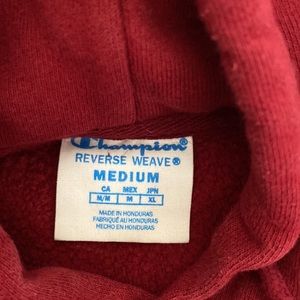 Champion
REVERSE WEAVE®
MEDIUM
CA MEX JPN
M/M M XL
MADE IN HONDURAS
FABRIQUÉ AU HONDURAS
HECHO EN HONDURAS